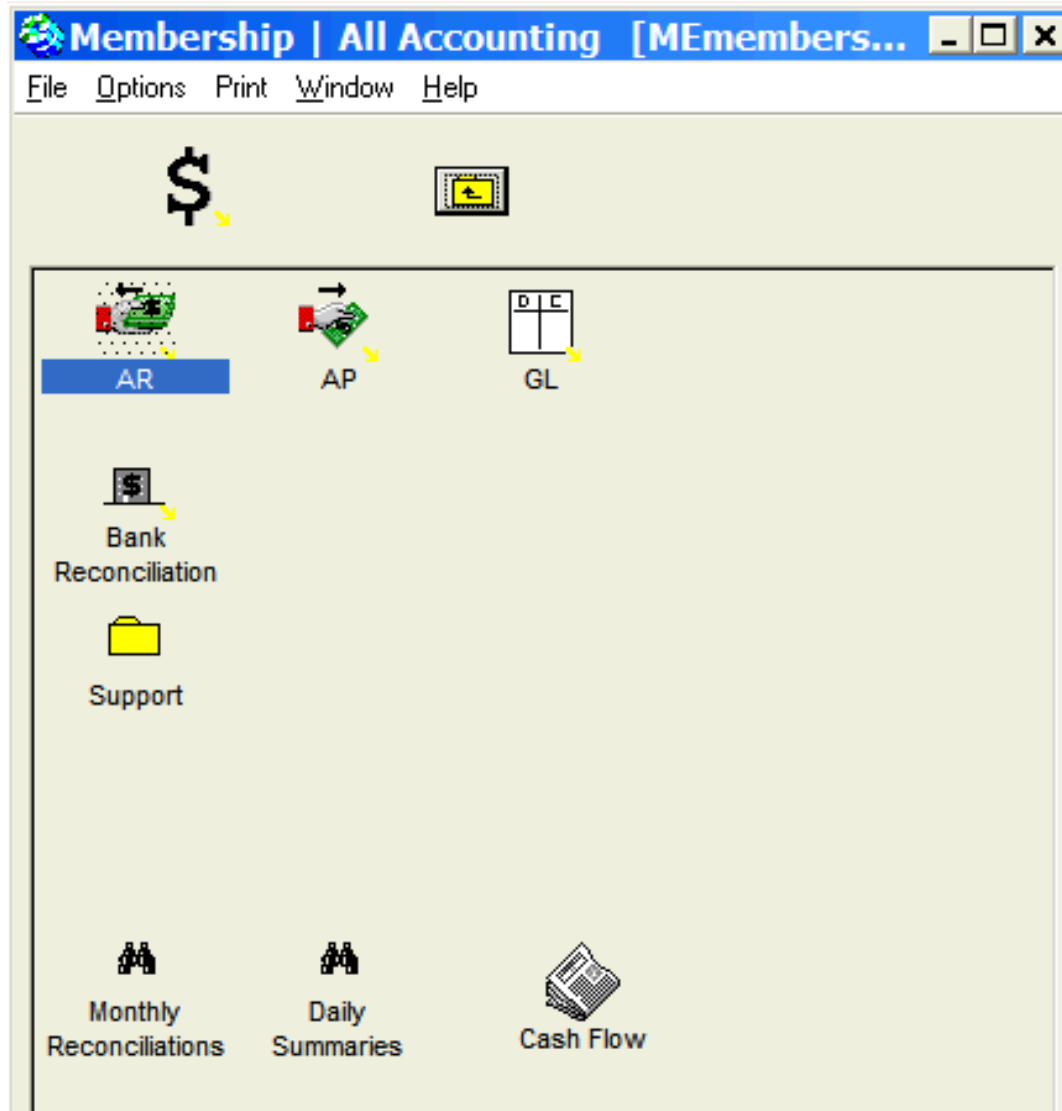 Membership | All Accounting [MEmembers...
File Options Print Window Help
$
D C
AR AP GL
$
Bank
Reconciliation
Support
Monthly Daily
Reconciliations Summaries Cash Flow